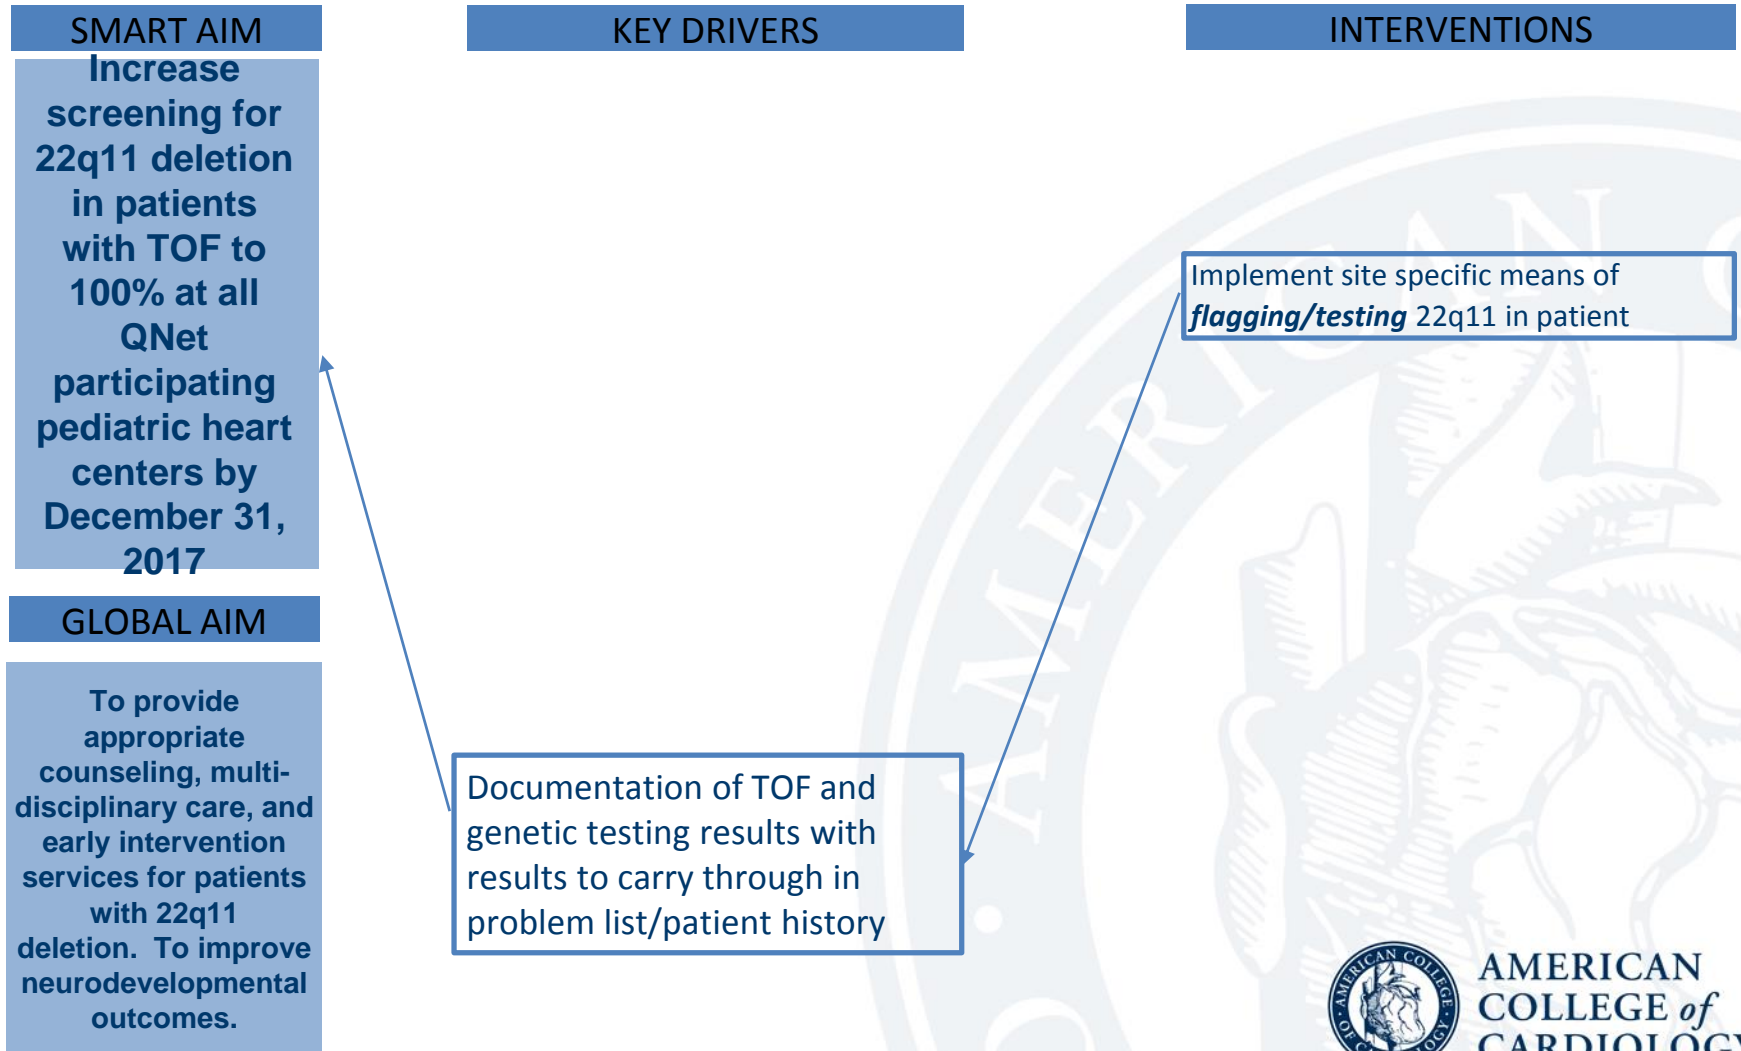 SMART AIM
Increase
screening for
22q11 deletion
in patients
with TOF to
100% at all
QNet
participating
pediatric heart
centers by
December 31,
2017
GLOBAL AIM
To provide
appropriate
counseling, multi-
disciplinary care, and
early intervention
services for patients
with 22q11
deletion. To improve
neurodevelopmental
outcomes.
KEY DRIVERS
Documentation of TOF and
genetic testing results with
results to carry through in
problem list/patient history
INTERVENTIONS
Implement site specific means of
flagging/testing 22q11 in patient
AMERICAN
COLLEGE of
CARDIOLOGY